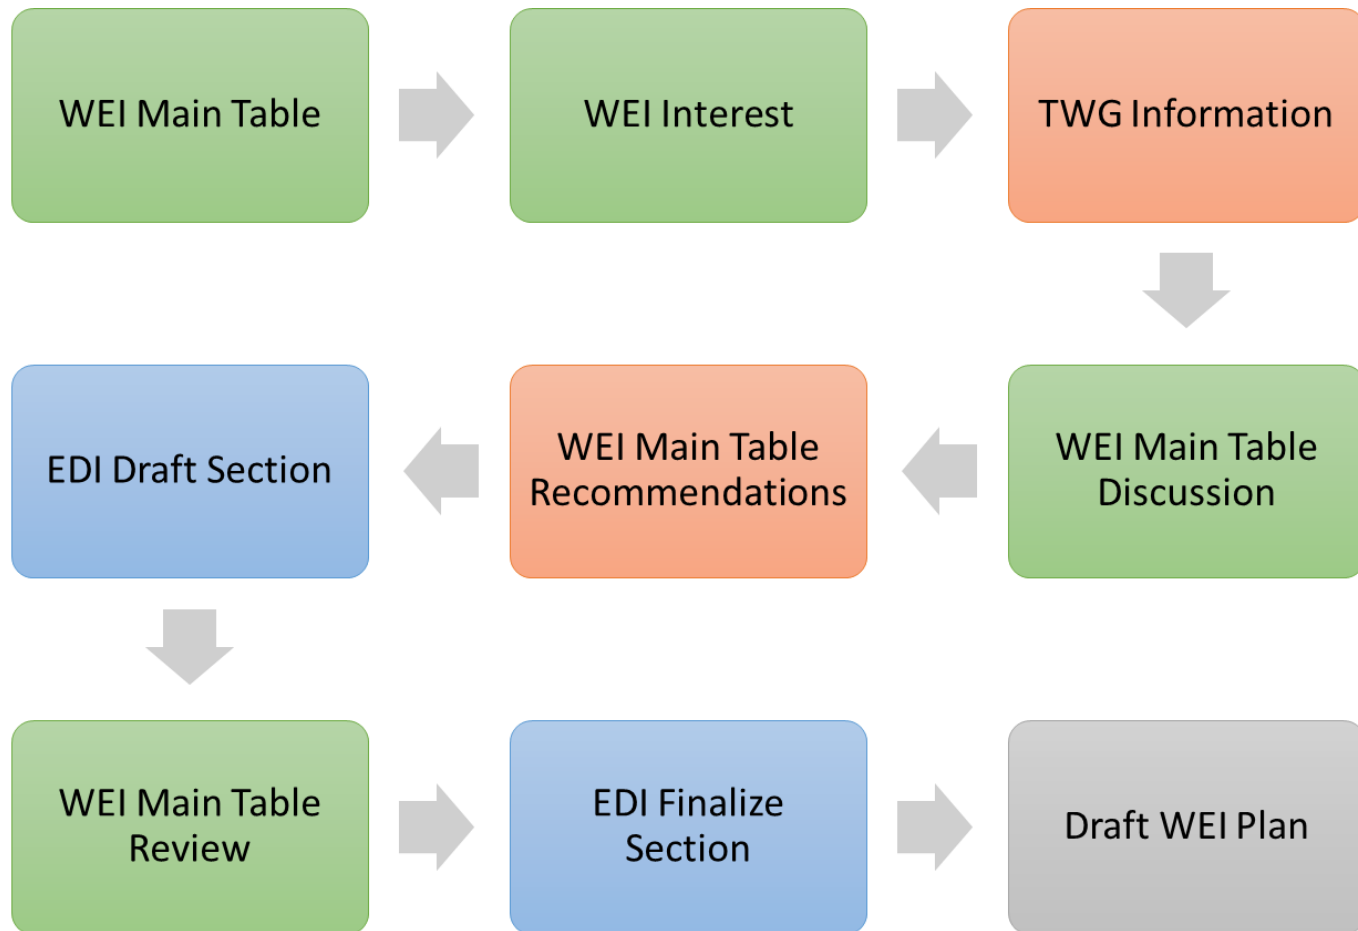 WEI Main Table
WEI Interest
TWG Information
WEI Main Table
Discussion
WEI Main Table
Recommendations
EDI Draft Section
WEI Main Table
Review
EDI Finalize
Section
Draft WEI Plan